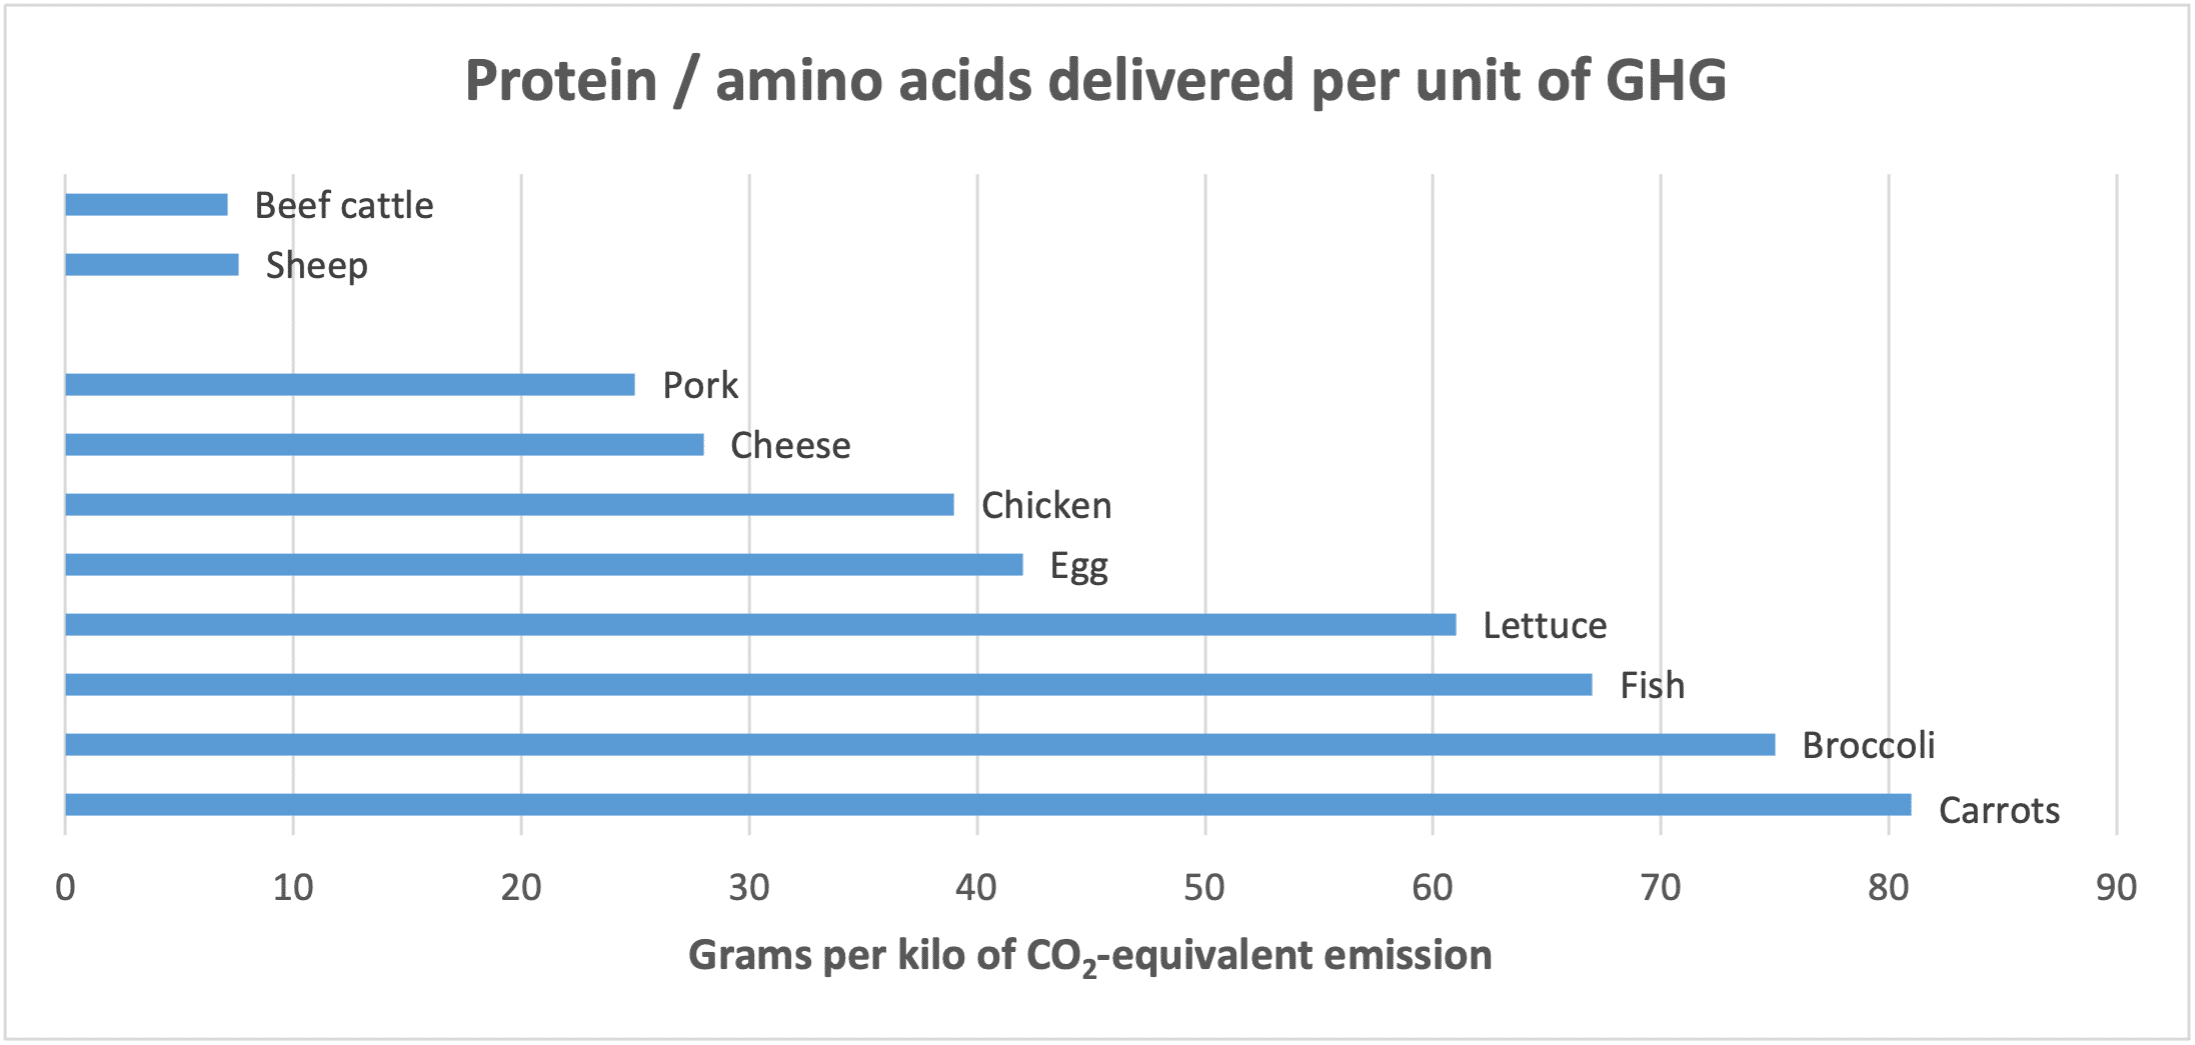 Protein / amino acids delivered per unit of GHG
Beef cattle
Sheep
Pork
Cheese
Chicken
Egg
Lettuce
Fish
Broccoli
Carrots
0 10 20 30 40 50 60 70 80 90
Grams per kilo of CO₂-equivalent emission